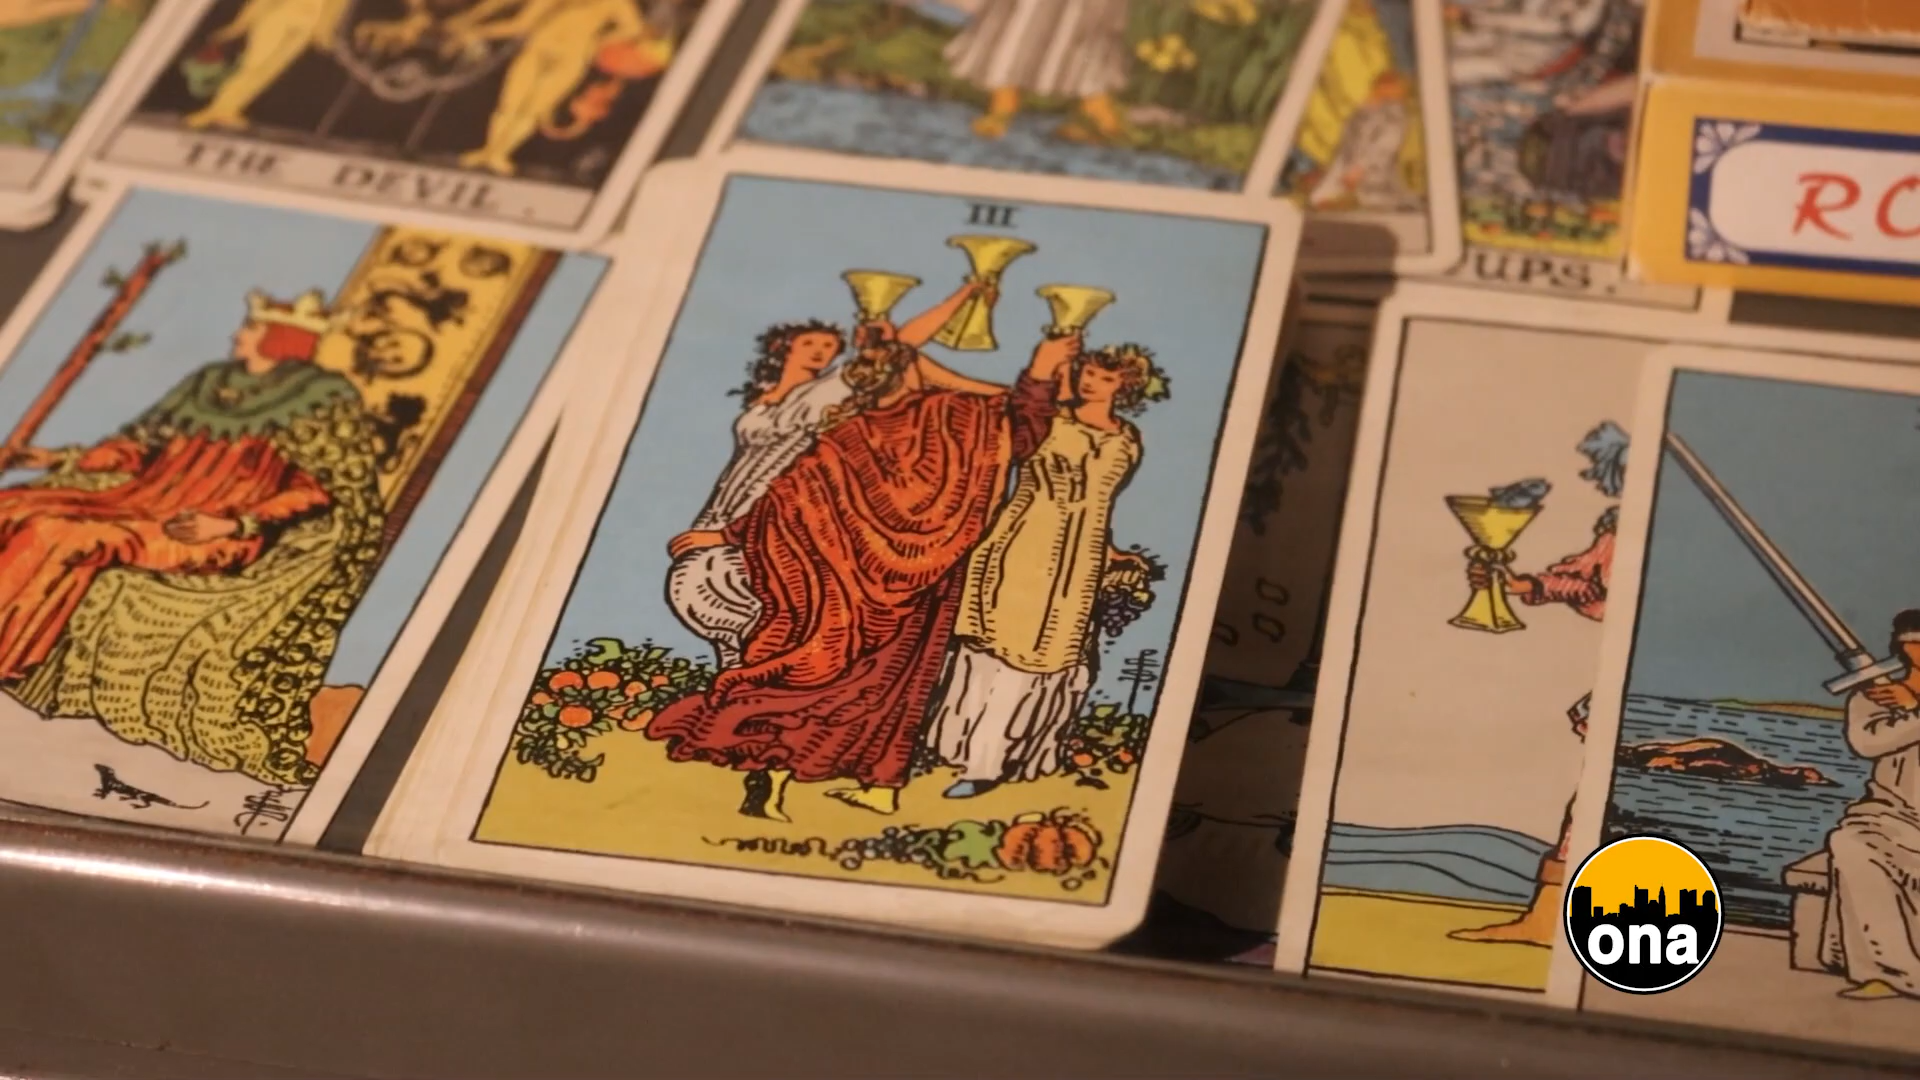 THE DEVIL.
III
RO
UPS.
ona